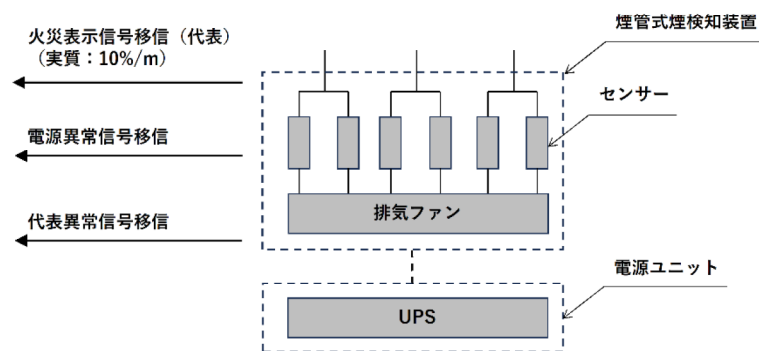 火災表示信号移信（代表）
（実質：10%/m）
電源異常信号移信
代表異常信号移信
煙管式煙検知装置
センサー
排気ファン
電源ユニット
UPS